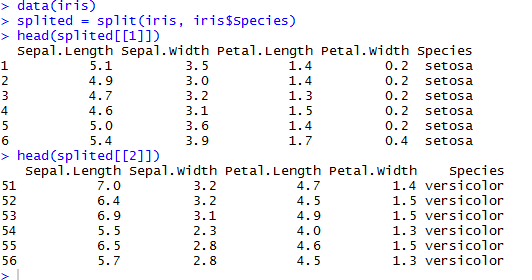 > data(iris)
> splited = split(iris, iris$Species)
> head(splited[[1]])
  Sepal.Length Sepal.Width Petal.Length Petal.Width Species
1          5.1         3.5          1.4         0.2  setosa
2          4.9         3.0          1.4         0.2  setosa
3          4.7         3.2          1.3         0.2  setosa
4          4.6         3.1          1.5         0.2  setosa
5          5.0         3.6          1.4         0.2  setosa
6          5.4         3.9          1.7         0.4  setosa
> head(splited[[2]])
   Sepal.Length Sepal.Width Petal.Length Petal.Width    Species
51          7.0         3.2          4.7         1.4 versicolor
52          6.4         3.2          4.5         1.5 versicolor
53          6.9         3.1          4.9         1.5 versicolor
54          5.5         2.3          4.0         1.3 versicolor
55          6.5         2.8          4.6         1.5 versicolor
56          5.7         2.8          4.5         1.3 versicolor
>